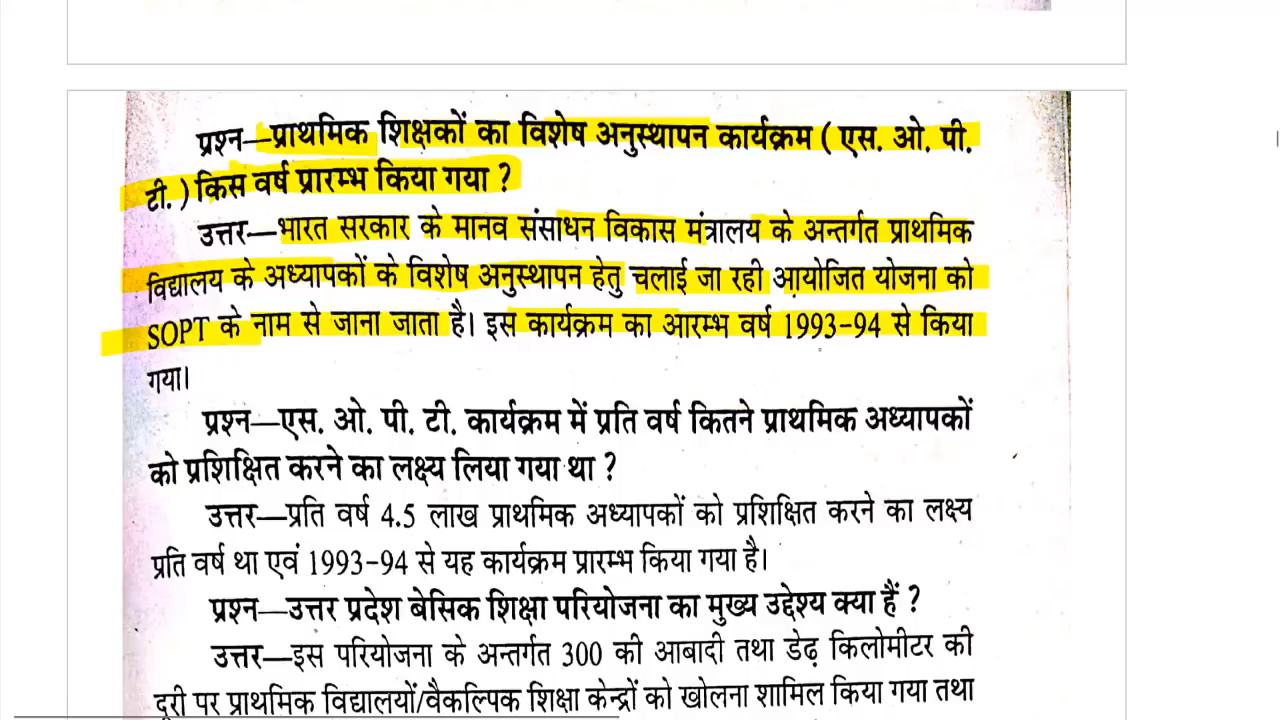 प्रश्न—प्राथमिक शिक्षकों का विशेष अनुस्थापन कार्यक्रम ( एस. ओ. पी.
टी. ) किस वर्ष प्रारम्भ किया गया ?
उत्तर—भारत सरकार के मानव संसाधन विकास मंत्रालय के अन्तर्गत प्राथमिक
विद्यालय के अध्यापकों के विशेष अनुस्थापन हेतु चलाई जा रही आयोजित योजना को
SOPT के नाम से जाना जाता है। इस कार्यक्रम का आरम्भ वर्ष 1993-94 से किया
गया।
प्रश्न—एस. ओ. पी. टी. कार्यक्रम में प्रति वर्ष कितने प्राथमिक अध्यापकों
को प्रशिक्षित करने का लक्ष्य लिया गया था ?
उत्तर—प्रति वर्ष 4.5 लाख प्राथमिक अध्यापकों को प्रशिक्षित करने का लक्ष्य
प्रति वर्ष था एवं 1993-94 से यह कार्यक्रम प्रारम्भ किया गया है।
प्रश्न—उत्तर प्रदेश बेसिक शिक्षा परियोजना का मुख्य उद्देश्य क्या हैं ?
उत्तर—इस परियोजना के अन्तर्गत 300 की आबादी तथा डेढ़ किलोमीटर की
दूरी पर प्राथमिक विद्यालयों/वैकल्पिक शिक्षा केन्द्रों को खोलना शामिल किया गया तथा